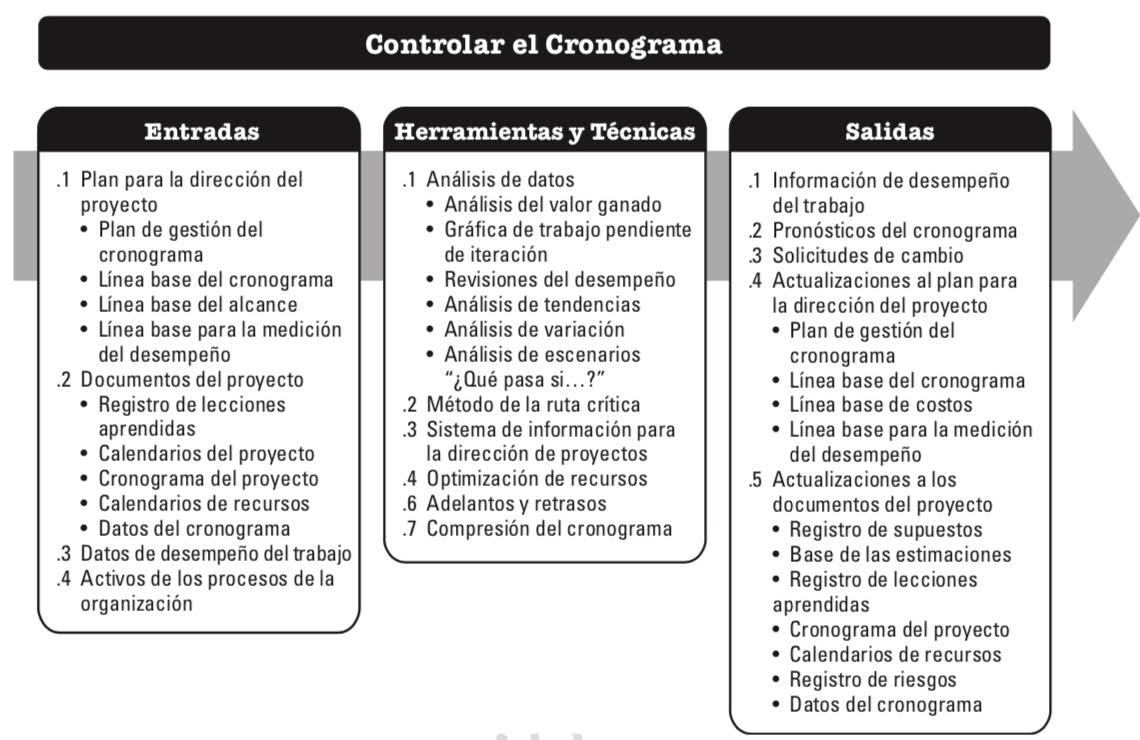 Controlar el Cronograma
Entradas
.1 Plan para la dirección del
proyecto
• Plan de gestión del
cronograma
• Línea base del cronograma
• Línea base del alcance
• Línea base para la medición
del desempeño
.2 Documentos del proyecto
• Registro de lecciones
aprendidas
• Calendarios del proyecto
• Cronograma del proyecto
• Calendarios de recursos
• Datos del cronograma
.3 Datos de desempeño del trabajo
.4 Activos de los procesos de la
organización
Herramientas y Técnicas
.1 Análisis de datos
• Análisis del valor ganado
• Gráfica de trabajo pendiente
de iteración
• Revisiones del desempeño
• Análisis de tendencias
• Análisis de variación
• Análisis de escenarios
“¿Qué pasa si...?”
.2 Método de la ruta crítica
.3 Sistema de información para
la dirección de proyectos
.4 Optimización de recursos
.6 Adelantos y retrasos
.7 Compresión del cronograma
Salidas
.1 Información de desempeño
del trabajo
.2 Pronósticos del cronograma
.3 Solicitudes de cambio
.4 Actualizaciones al plan para
la dirección del proyecto
• Plan de gestión del
cronograma
• Línea base del cronograma
• Línea base de costos
• Línea base para la medición
del desempeño
.5 Actualizaciones a los
documentos del proyecto
• Registro de supuestos
• Base de las estimaciones
• Registro de lecciones
aprendidas
• Cronograma del proyecto
• Calendarios de recursos
• Registro de riesgos
• Datos del cronograma